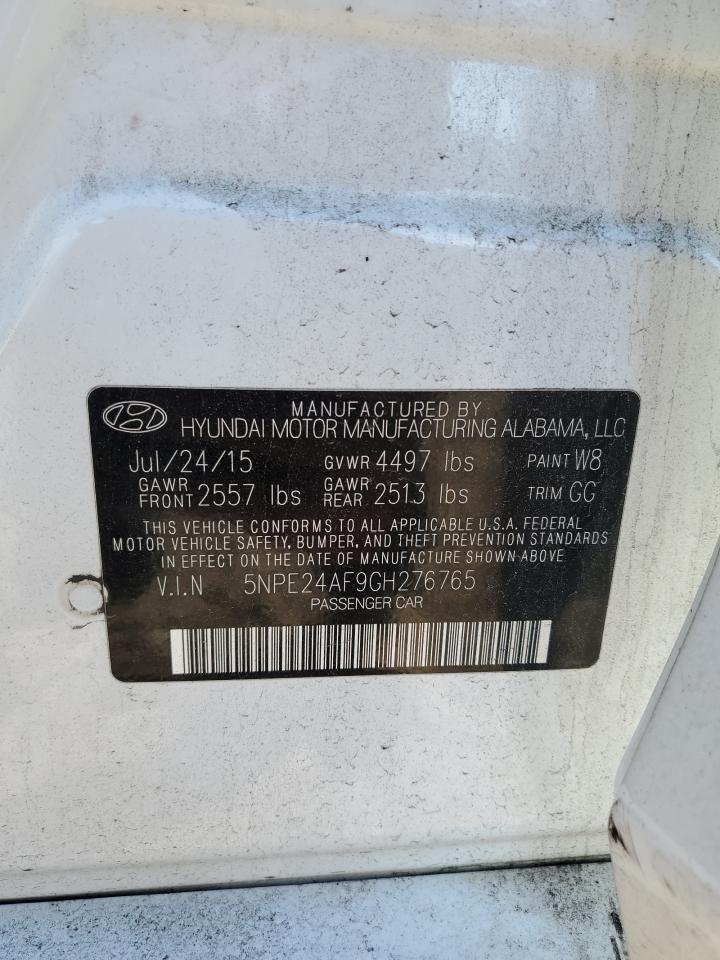 MANUFACTURED BY
HYUNDAI MOTOR MANUFACTURING ALABAMA, LLC
Jul/24/15 GVWR 4497 lbs PAINT W8
GAWR FRONT 2557 lbs GAWR REAR 2513 lbs TRIM GG
THIS VEHICLE CONFORMS TO ALL APPLICABLE U.S.A. FEDERAL
MOTOR VEHICLE SAFETY, BUMPER, AND THEFT PREVENTION STANDARDS
IN EFFECT ON THE DATE OF MANUFACTURE SHOWN ABOVE.
V.I.N 5NPE24AF9GH276765
PASSENGER CAR